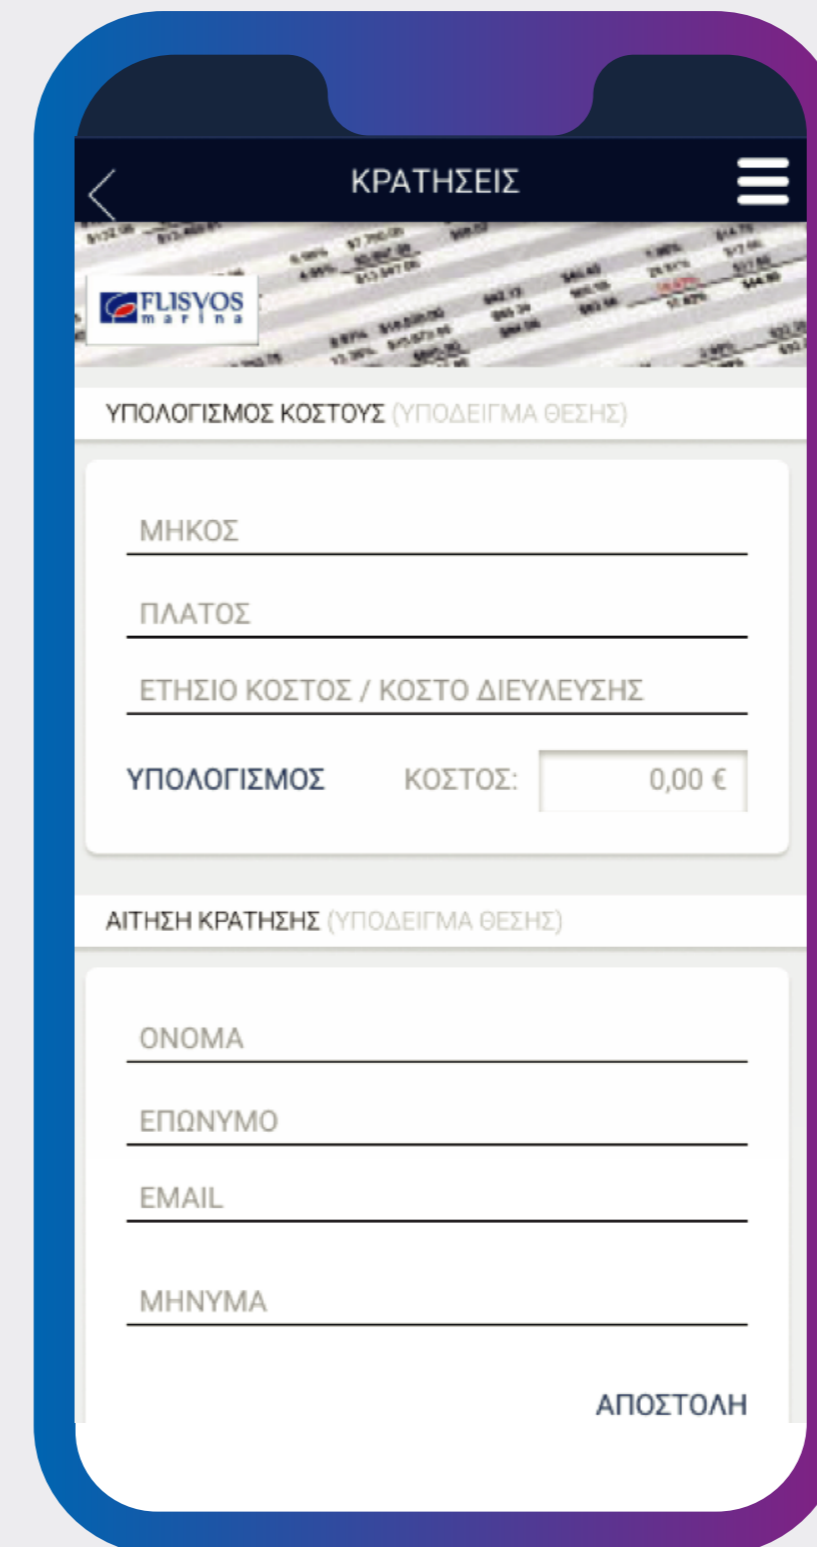 ΚΡΑΤΗΣΕΙΣ
FLISVOS
marina
ΥΠΟΛΟΓΙΣΜΟΣ ΚΟΣΤΟΥΣ (ΥΠΟΔΕΙΓΜΑ ΘΕΣΗΣ)
ΜΗΚΟΣ
ΠΛΑΤΟΣ
ΕΤΗΣΙΟ ΚΟΣΤΟΣ / ΚΟΣΤΟ ΔΙΕΥΛΕΥΣΗΣ
ΥΠΟΛΟΓΙΣΜΟΣ ΚΟΣΤΟΣ: 0,00 €
ΑΙΤΗΣΗ ΚΡΑΤΗΣΗΣ (ΥΠΟΔΕΙΓΜΑ ΘΕΣΗΣ)
ΟΝΟΜΑ
ΕΠΩΝΥΜΟ
EMAIL
ΜΗΝΥΜΑ
ΑΠΟΣΤΟΛΗ